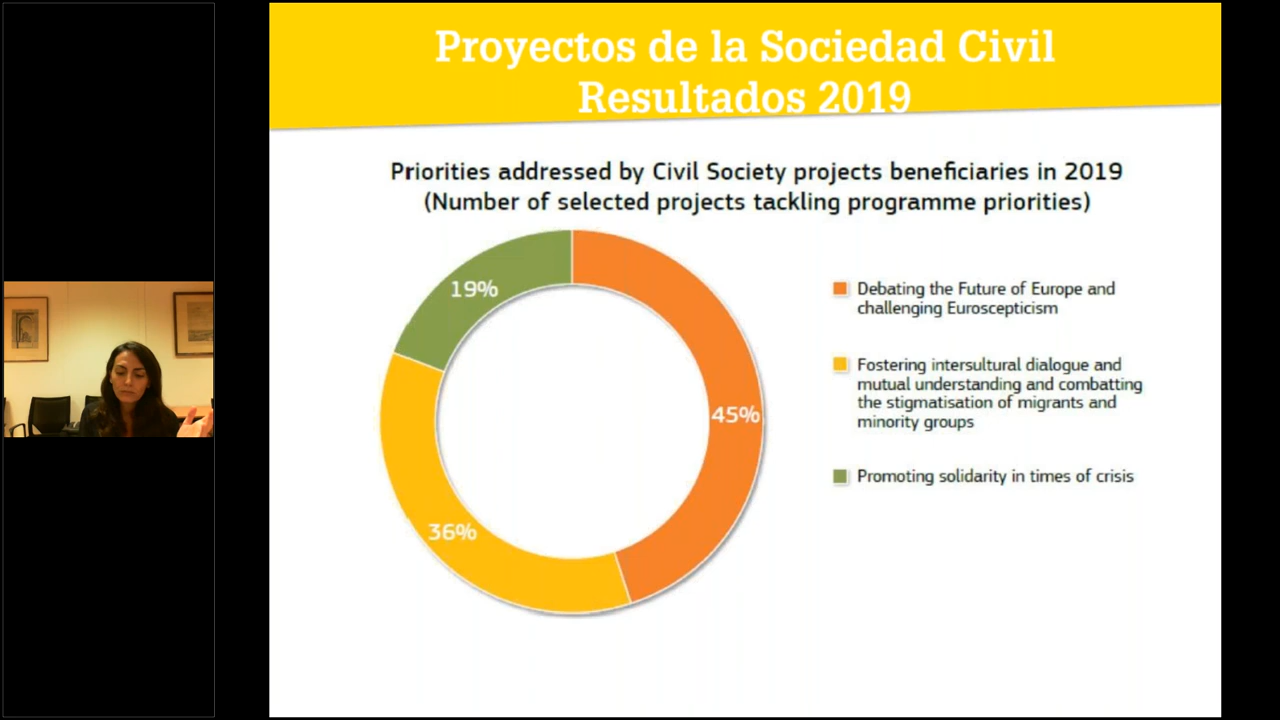 Proyectos de la Sociedad Civil
Resultados 2019
Priorities addressed by Civil Society projects beneficiaries in 2019
(Number of selected projects tackling programme priorities)
19%
45%
36%
Debating the Future of Europe and
challenging Euroscepticism
Fostering intersultural dialogue and
mutual understanding and combatting
the stigmatisation of migrants and
minority groups
Promoting solidarity in times of crisis